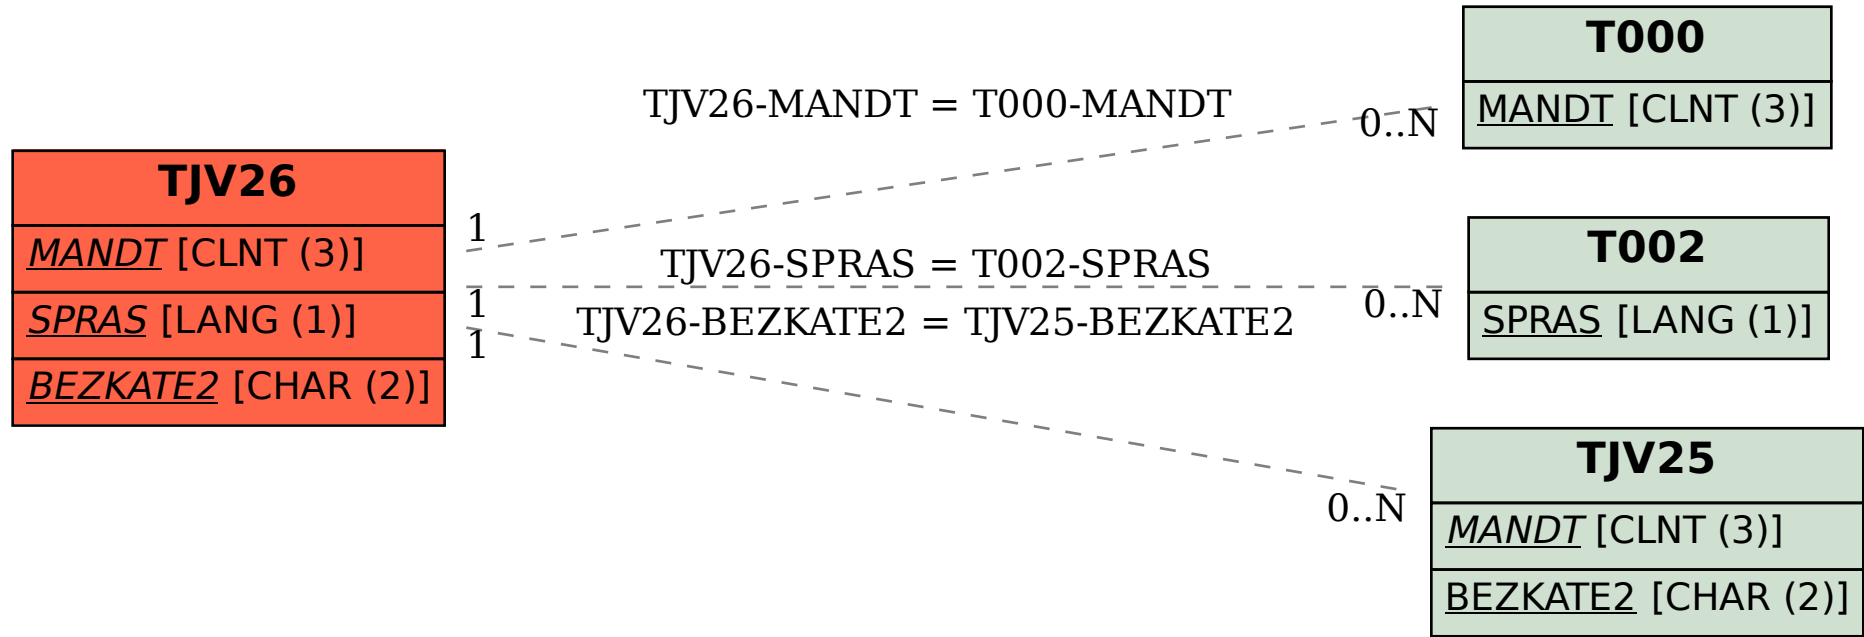 TJV26
MANDT [CLNT (3)]
SPRAS [LANG (1)]
BEZKATE2 [CHAR (2)]
TJV26-MANDT = T000-MANDT
1
0..N
TJV26-SPRAS = T002-SPRAS
1
0..N
TJV26-BEZKATE2 = TJV25-BEZKATE2
1
0..N
T000
MANDT [CLNT (3)]
T002
SPRAS [LANG (1)]
TJV25
MANDT [CLNT (3)]
BEZKATE2 [CHAR (2)]